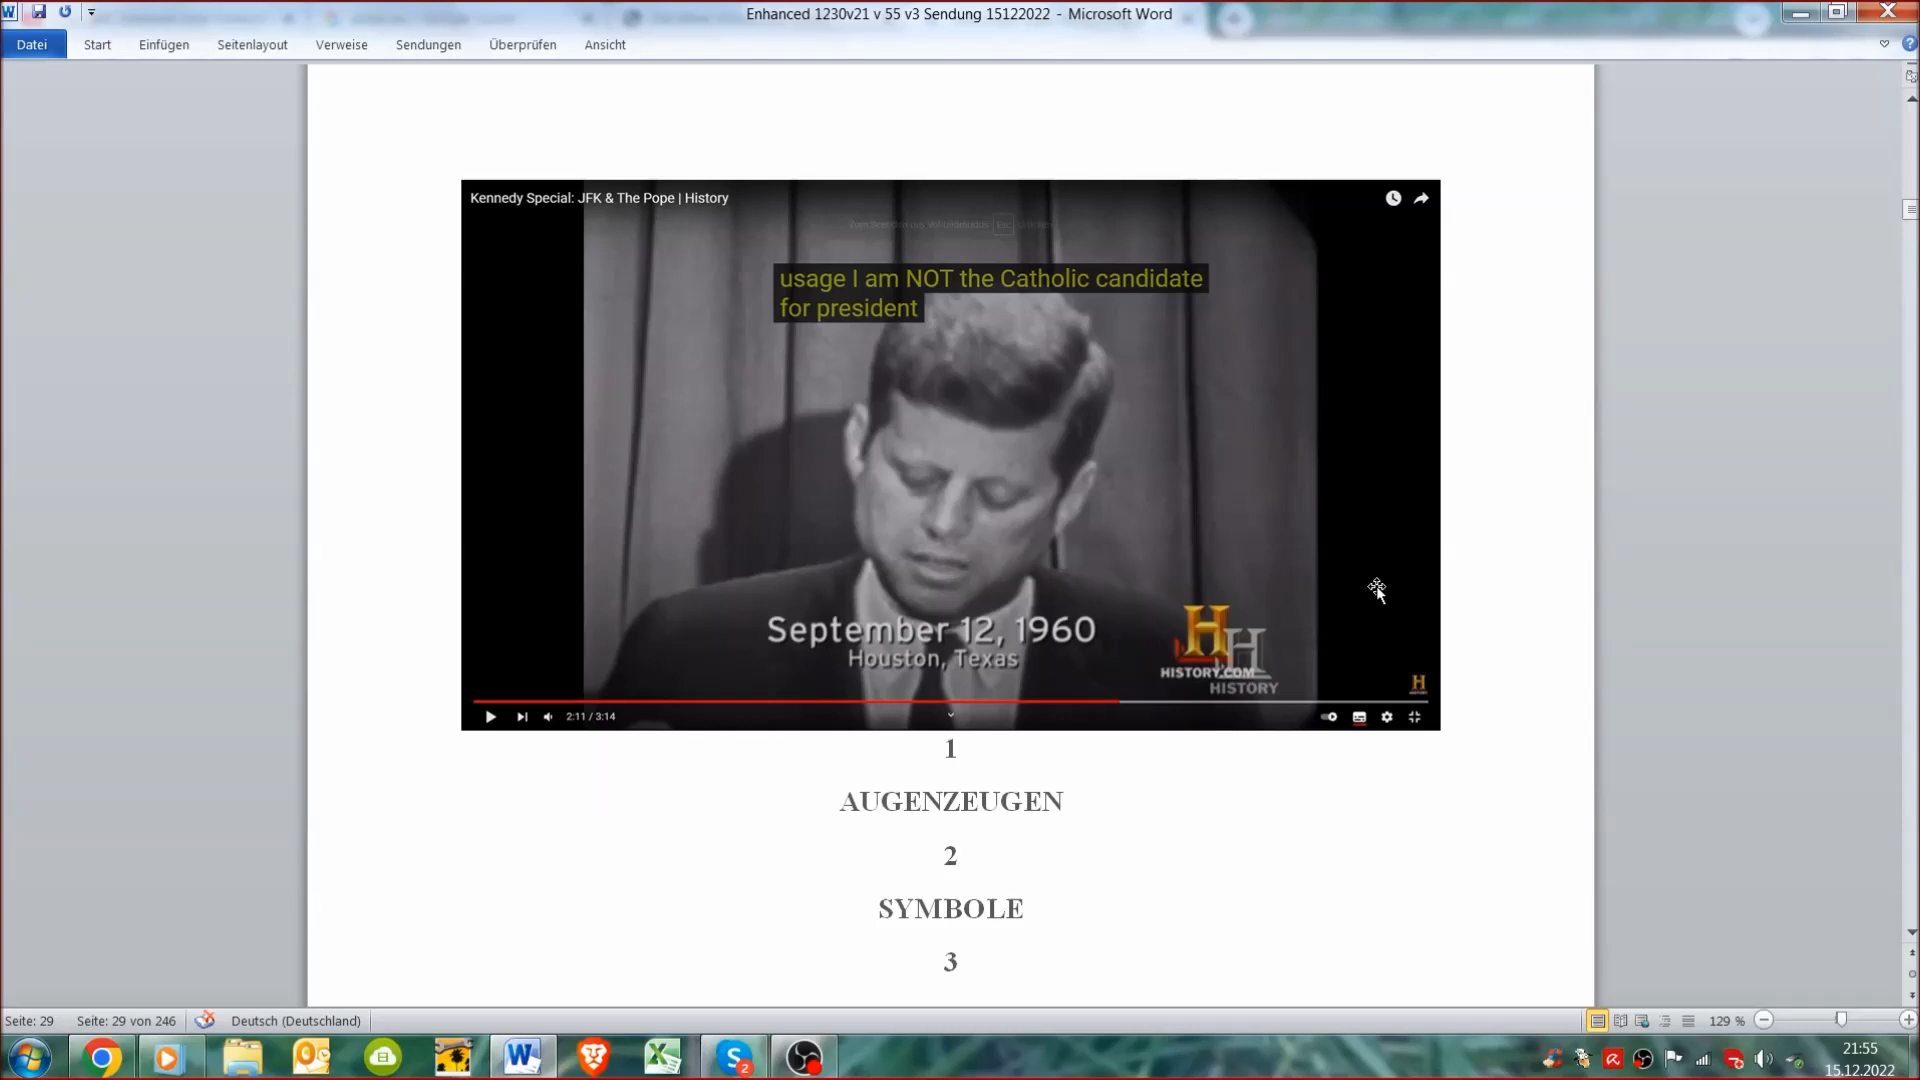 Enhanced 1230v21 v 55 v3 Sendung 15122022 - Microsoft Word
Datei Start Einfügen Seitenlayout Verweise Sendungen Überprüfen Ansicht
Kennedy Special: JFK & The Pope | History
usage I am NOT the Catholic candidate
for president
September 12, 1960
Houston, Texas
HISTORY.COM
HISTORY
2:11 / 3:14
1
AUGENZEUGEN
2
SYMBOLE
3
Seite: 29 Seite: 29 von 246 Deutsch (Deutschland) 129 %
21:55
15.12.2022